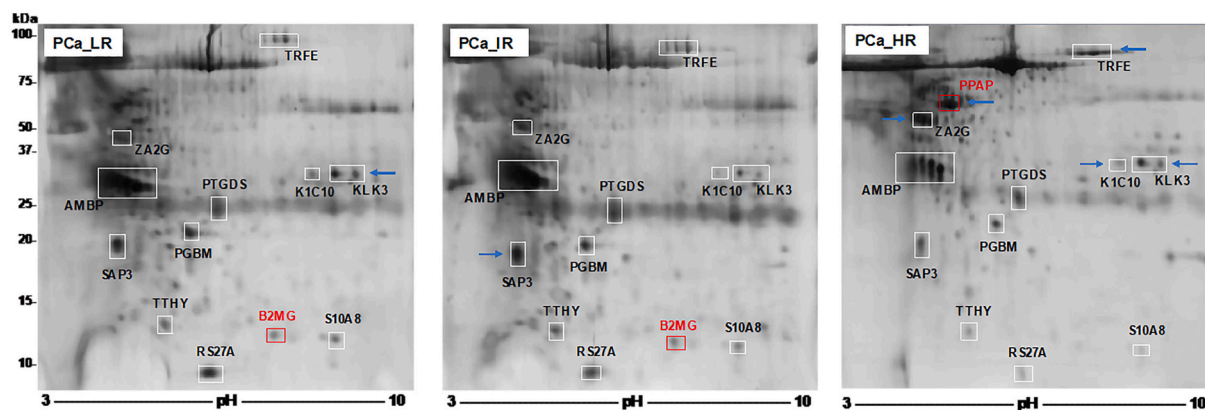 kDa
100
75
50
37
25
20
15
10
PCa_LR
TRFE
ZA2G
AMBP
K1C10
KLK3
PTGDS
PGBM
SAP3
TTHY
B2MG
S10A8
RS27A
3 pH 10
PCa_IR
TRFE
ZA2G
AMBP
K1C10
KLK3
PTGDS
PGBM
SAP3
TTHY
B2MG
S10A8
RS27A
3 pH 10
PCa_HR
TRFE
PPAP
ZA2G
AMBP
K1C10
KLK3
PTGDS
PGBM
SAP3
TTHY
S10A8
RS27A
3 pH 10